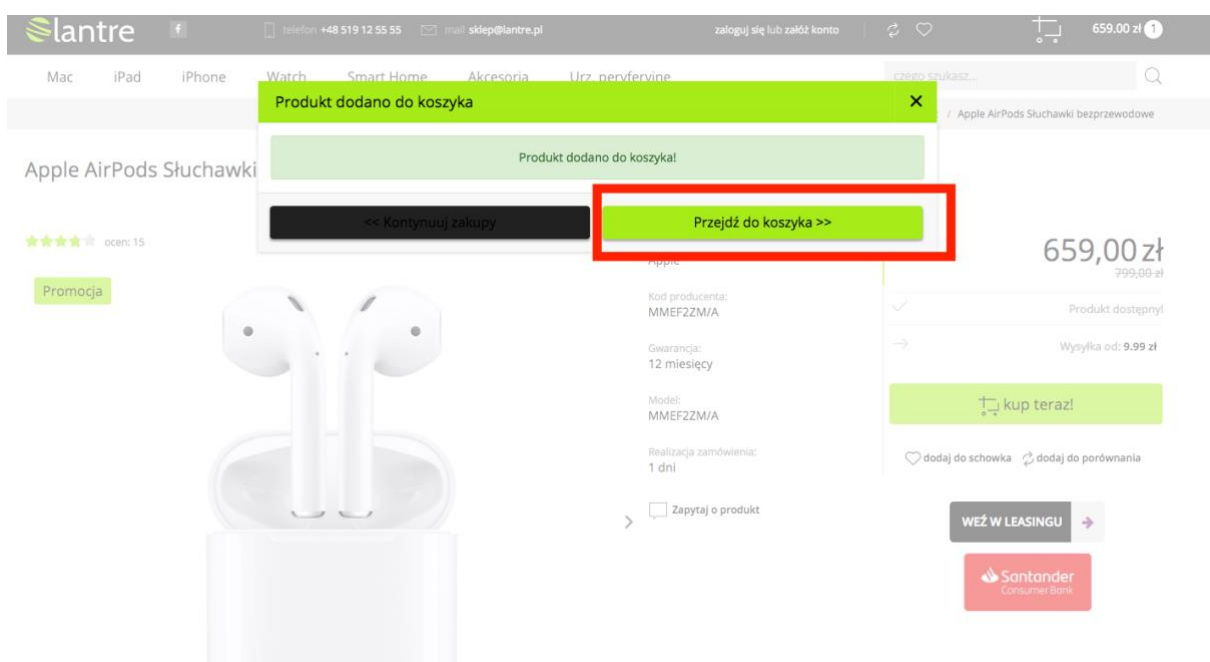 lantre
f
telefon +48 519 12 55 55
mail sklep@lantre.pl
zaloguj się lub załóż konto
659.00 zł 1
Mac iPad iPhone Watch Smart Home Akcesoria Urz. peryferyjne
czego szukasz...
/ Apple AirPods Słuchawki bezprzewodowe
Produkt dodano do koszyka
Produkt dodano do koszyka!
<< Kontynuuj zakupy
Przejdź do koszyka >>
Apple AirPods Słuchawki
ocen: 15
Promocja
Apple
Kod producenta:
MMEF2ZM/A
Gwarancja:
12 miesięcy
Model:
MMEF2ZM/A
Realizacja zamówienia:
1 dni
Zapytaj o produkt
659,00 zł
799,00 zł
Produkt dostępny!
Wysyłka od: 9.99 zł
kup teraz!
dodaj do schowka dodaj do porównania
WEŹ W LEASINGU
Santander
Consumer Bank